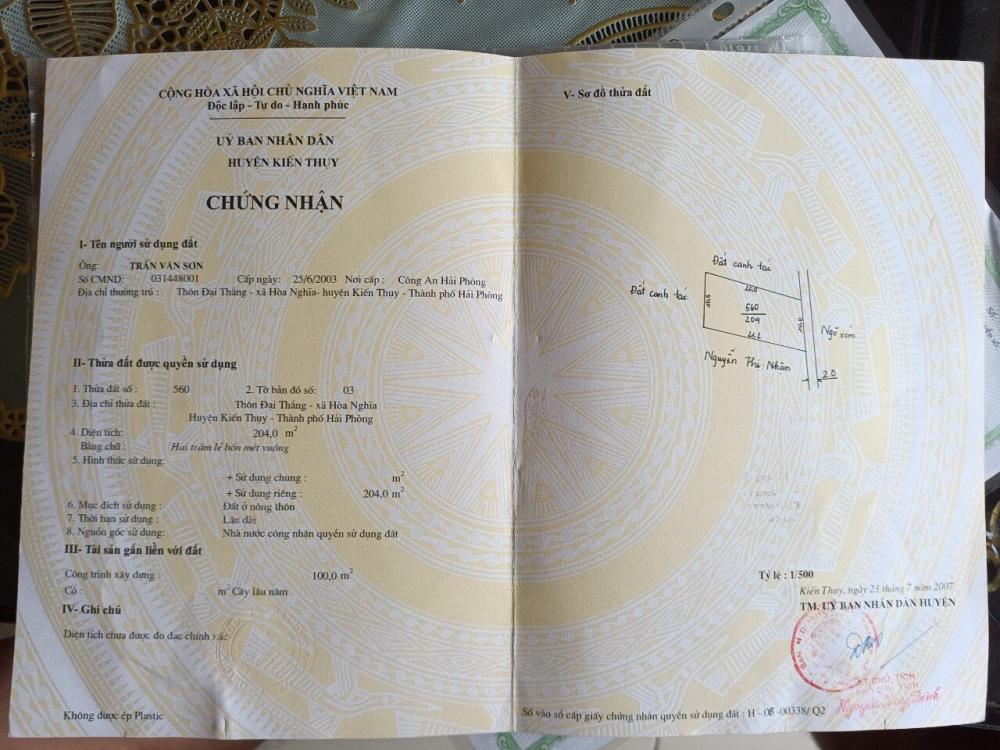 CỘNG HÒA XÃ HỘI CHỦ NGHĨA VIỆT NAM
Độc lập - Tự do - Hạnh phúc
UỶ BAN NHÂN DÂN
HUYỆN KIẾN THỤY
CHỨNG NHẬN
I- Tên người sử dụng đất
Ông: TRẦN VĂN SƠN
Số CMND: 031448001 Cấp ngày: 25/6/2003 Nơi cấp: Công An Hải Phòng
Địa chỉ thường trú : Thôn Đại Thắng - xã Hòa Nghĩa- huyện Kiến Thụy - Thành phố Hải Phòng
II- Thửa đất được quyền sử dụng
1. Thửa đất số : 560 2. Tờ bản đồ số: 03
3. Địa chỉ thửa đất : Thôn Đại Thắng - xã Hòa Nghĩa
Huyện Kiến Thụy - Thành phố Hải Phòng
4. Diện tích: 204,0 m²
Bằng chữ : Hai trăm lẻ bốn mét vuông
5. Hình thức sử dụng:
+ Sử dụng chung : m²
+ Sử dụng riêng : 204,0 m²
6. Mục đích sử dụng : Đất ở nông thôn
7. Thời hạn sử dụng : Lâu dài
8. Nguồn gốc sử dụng: Nhà nước công nhận quyền sử dụng đất
III- Tài sản gắn liền với đất
Công trình xây dựng : 100,0 m²
Có : m² Cây lâu năm
IV- Ghi chú
Diện tích chưa được đo đạc chính xác
Không được ép Plastic
V- Sơ đồ thửa đất
Đất canh tác
Đất canh tác
560
204
Ngõ xóm
Nguyễn Phú Nhâm
2.0
Tỷ lệ : 1/500
Kiến Thụy, ngày 23 tháng 7 năm 2007
TM. UỶ BAN NHÂN DÂN HUYỆN
PHÓ CHỦ TỊCH
Số vào sổ cấp giấy chứng nhận quyền sử dụng đất : H - 06 -00338/ Q2